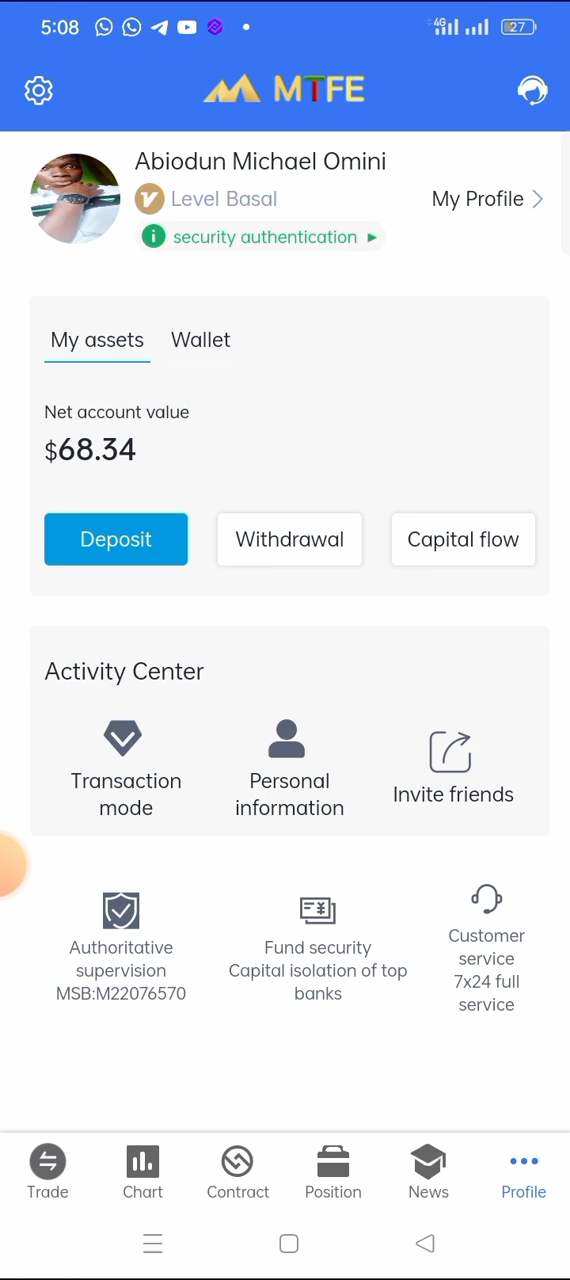 5:08
4G
27
MTFE
Abiodun Michael Omini
Level Basal
My Profile
security authentication
My assets
Wallet
Net account value
$68.34
Deposit
Withdrawal
Capital flow
Activity Center
Transaction
mode
Personal
information
Invite friends
Authoritative
supervision
MSB:M22076570
Fund security
Capital isolation of top
banks
Customer
service
7x24 full
service
Trade
Chart
Contract
Position
News
Profile